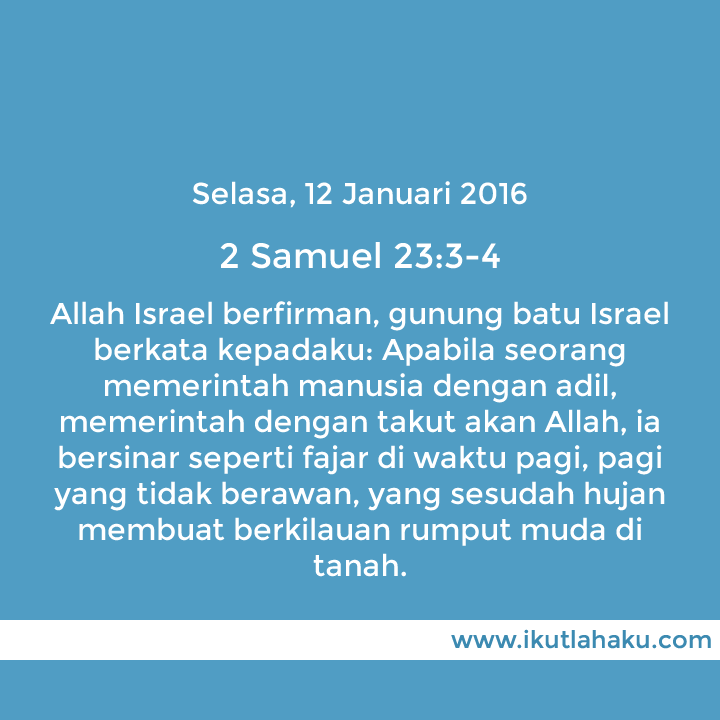 Selasa, 12 Januari 2016
2 Samuel 23:3-4
Allah Israel berfirman, gunung batu Israel
berkata kepadaku: Apabila seorang
memerintah manusia dengan adil,
memerintah dengan takut akan Allah, ia
bersinar seperti fajar di waktu pagi, pagi
yang tidak berawan, yang sesudah hujan
membuat berkilauan rumput muda di
tanah.
www.ikutlahaku.com